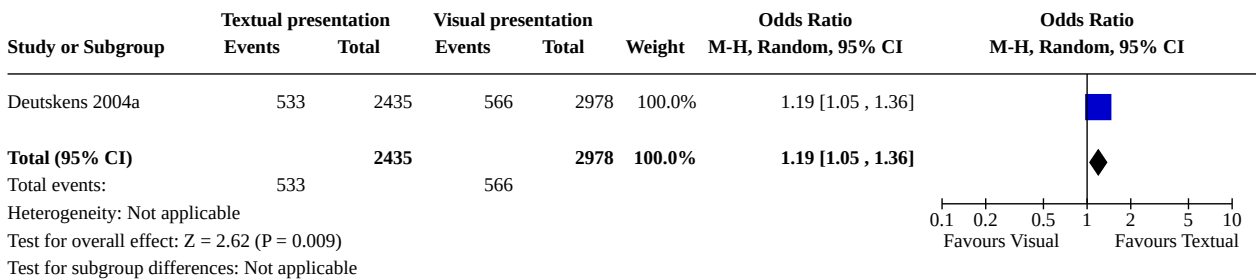 Textual presentation Visual presentation Odds Ratio Odds Ratio
Study or Subgroup Events Total Events Total Weight M-H, Random, 95% CI M-H, Random, 95% CI
Deutskens 2004a 533 2435 566 2978 100.0% 1.19 [1.05 , 1.36]
Total (95% CI) 2435 2978 100.0% 1.19 [1.05 , 1.36]
Total events: 533 566
Heterogeneity: Not applicable
0.1 0.2 0.5 1 2 5 10
Test for overall effect: Z = 2.62 (P = 0.009) Favours Visual Favours Textual
Test for subgroup differences: Not applicable